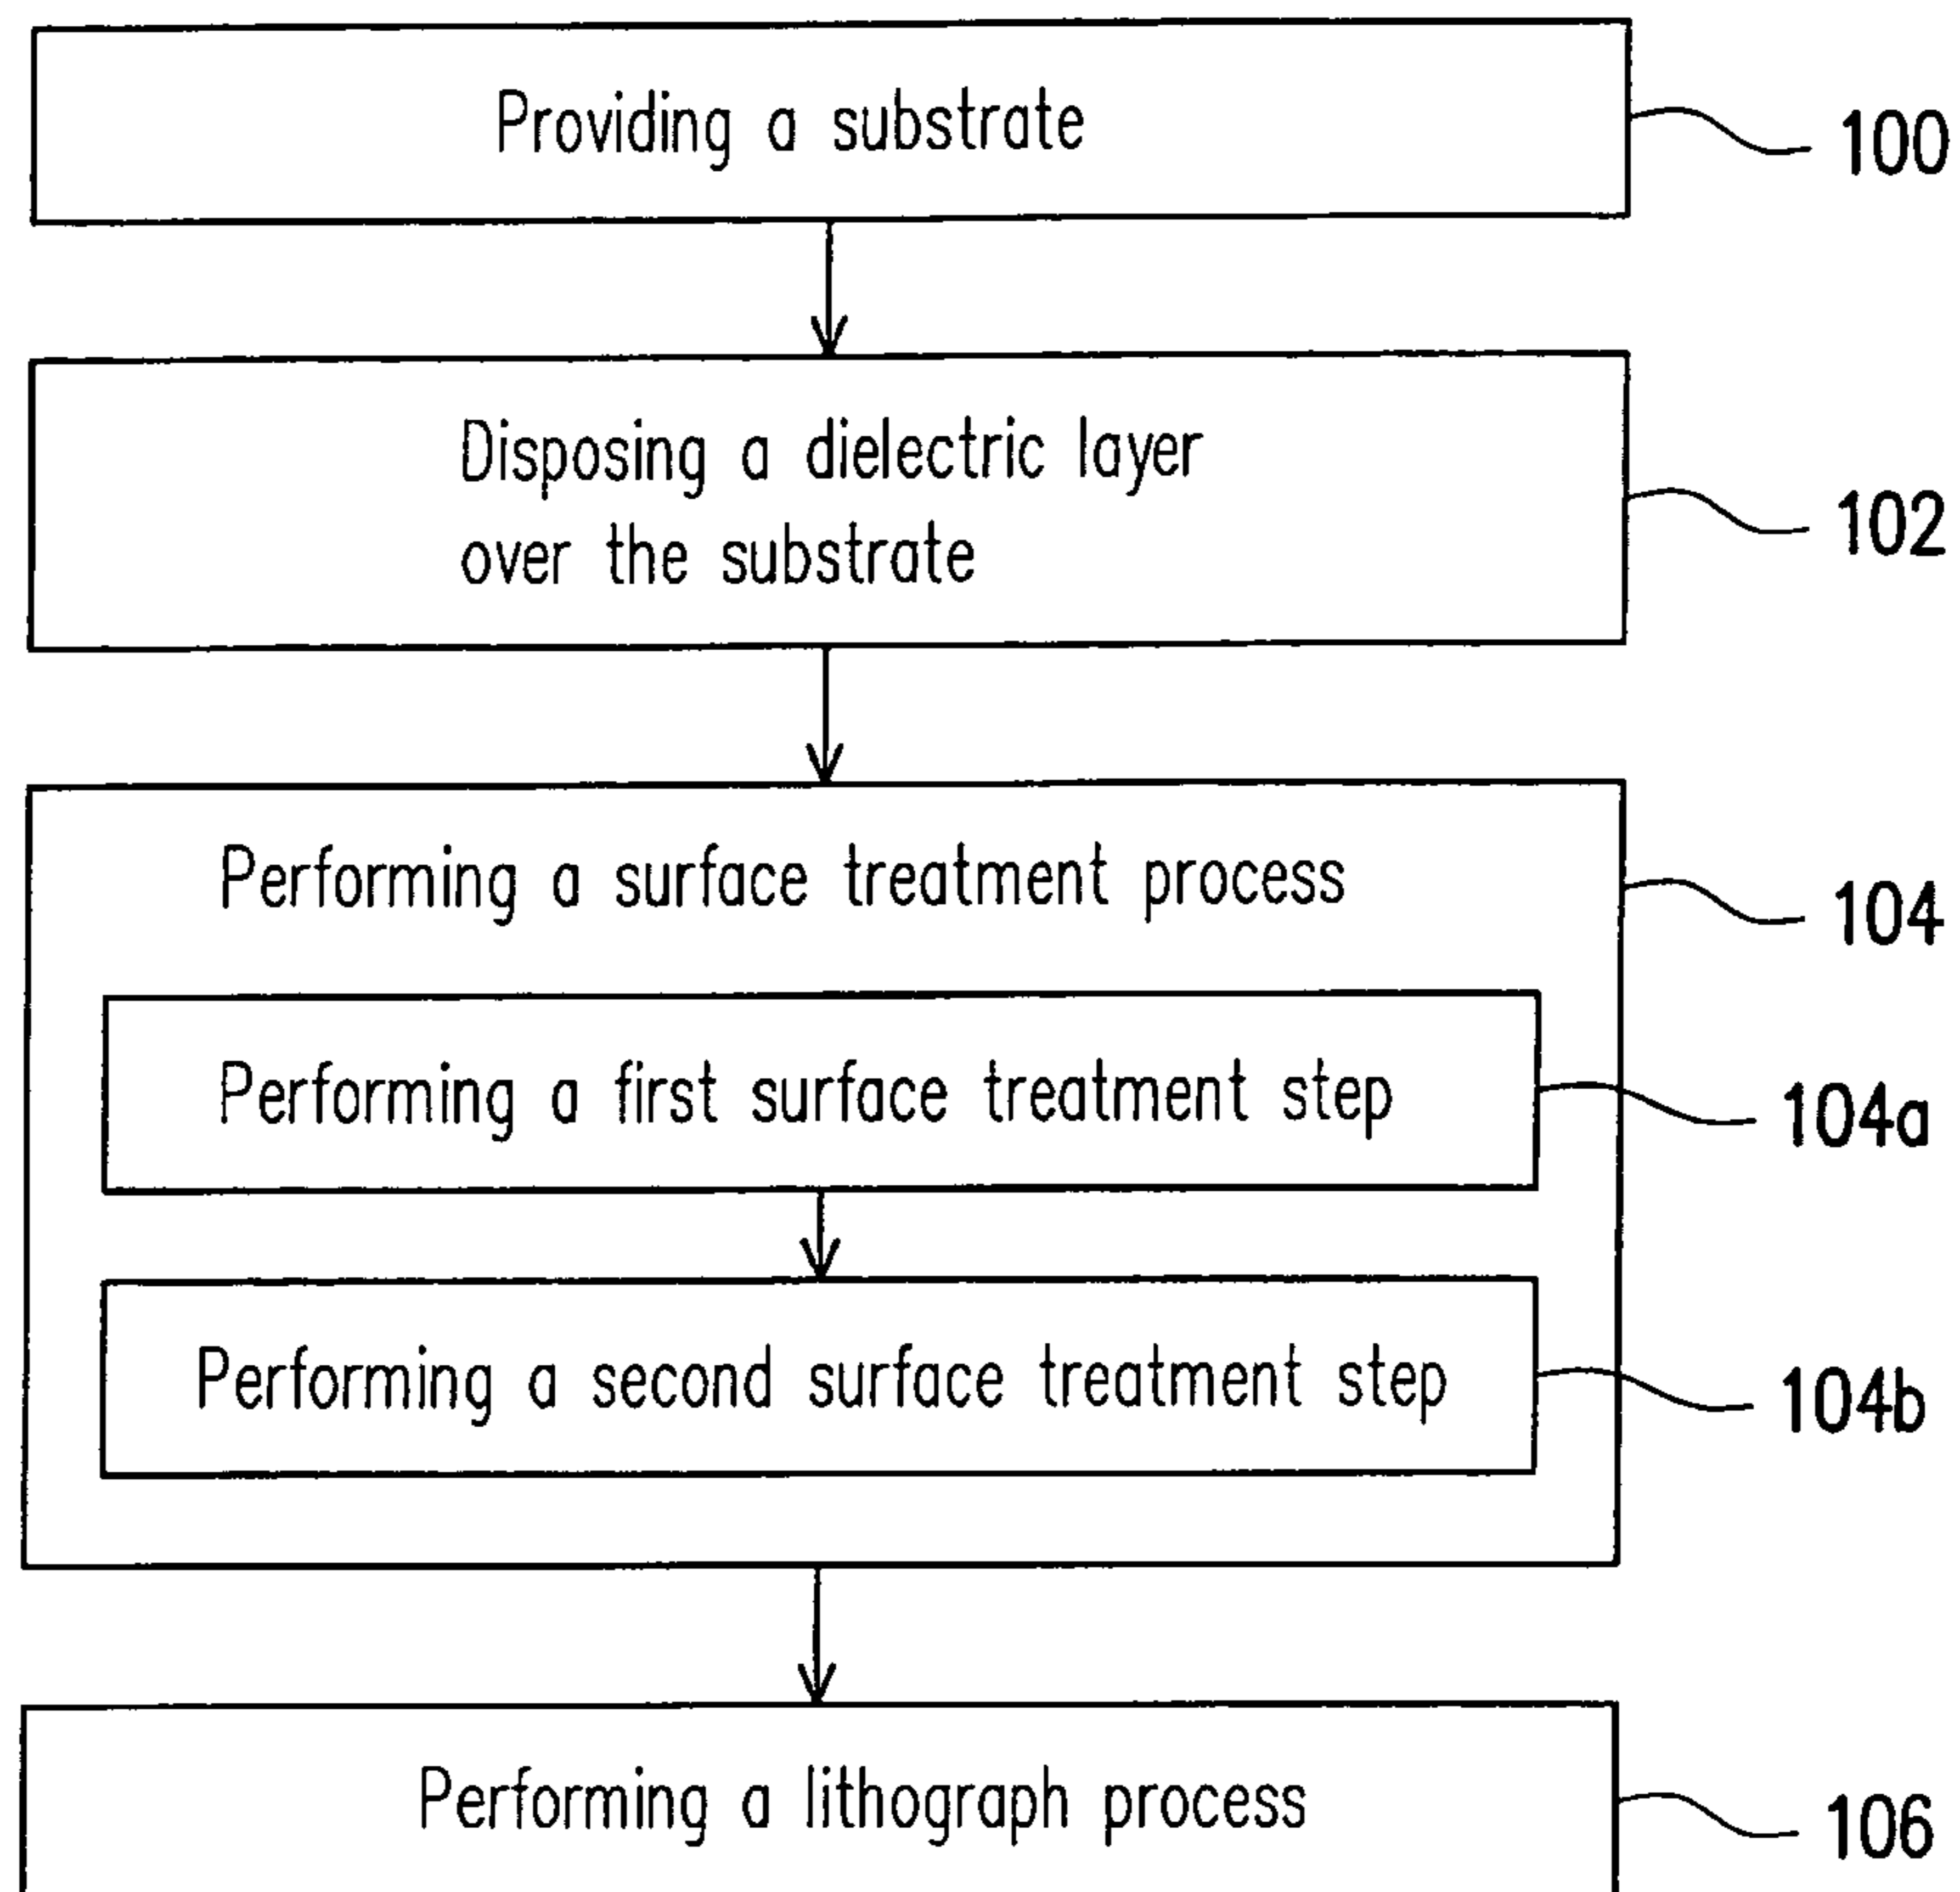 Providing a substrate
100
Disposing a dielectric layer
over the substrate
102
Performing a surface treatment process
104
Performing a first surface treatment step
104a
Performing a second surface treatment step
104b
Performing a lithograph process
106